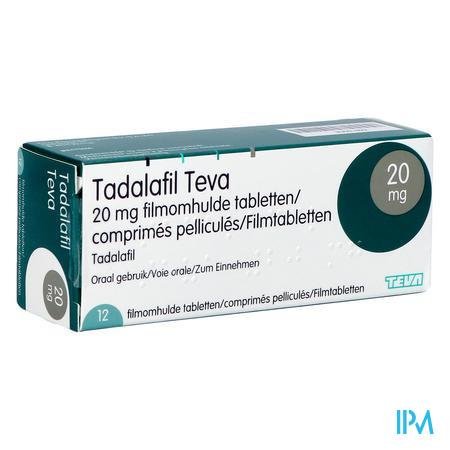 Tadalafil Teva
20 mg filmomhulde tabletten/
comprimés pelliculés/Filmtabletten
Tadalafil
Oraal gebruik/Voie orale/Zum Einnehmen
12 filmomhulde tabletten/comprimés pelliculés/Filmtabletten
20
mg
TEVA
Tadalafil
Teva
20
mg
12
IPM